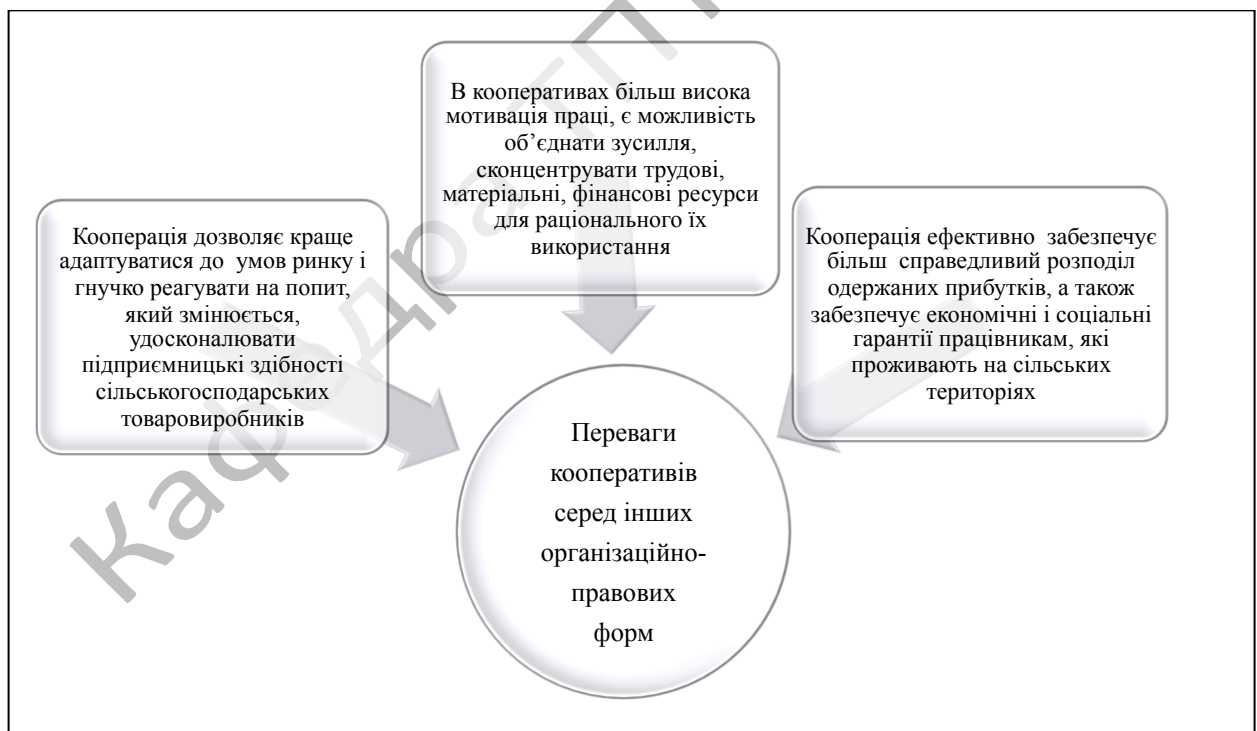 В кооперативах більш висока
мотивація праці, є можливість
об’єднати зусилля,
сконцентрувати трудові,
матеріальні, фінансові ресурси
для раціонального їх
використання
Кооперація дозволяє краще
адаптуватися до умов ринку і
гнучко реагувати на попит,
який змінюється,
удосконалювати
підприємницькі здібності
сільськогосподарських
товаровиробників
Кооперація ефективно забезпечує
більш справедливий розподіл
одержаних прибутків, а також
забезпечує економічні і соціальні
гарантії працівникам, які
проживають на сільських
територіях
Переваги
кооперативів
серед інших
організаційно-
правових
форм
Кафедра